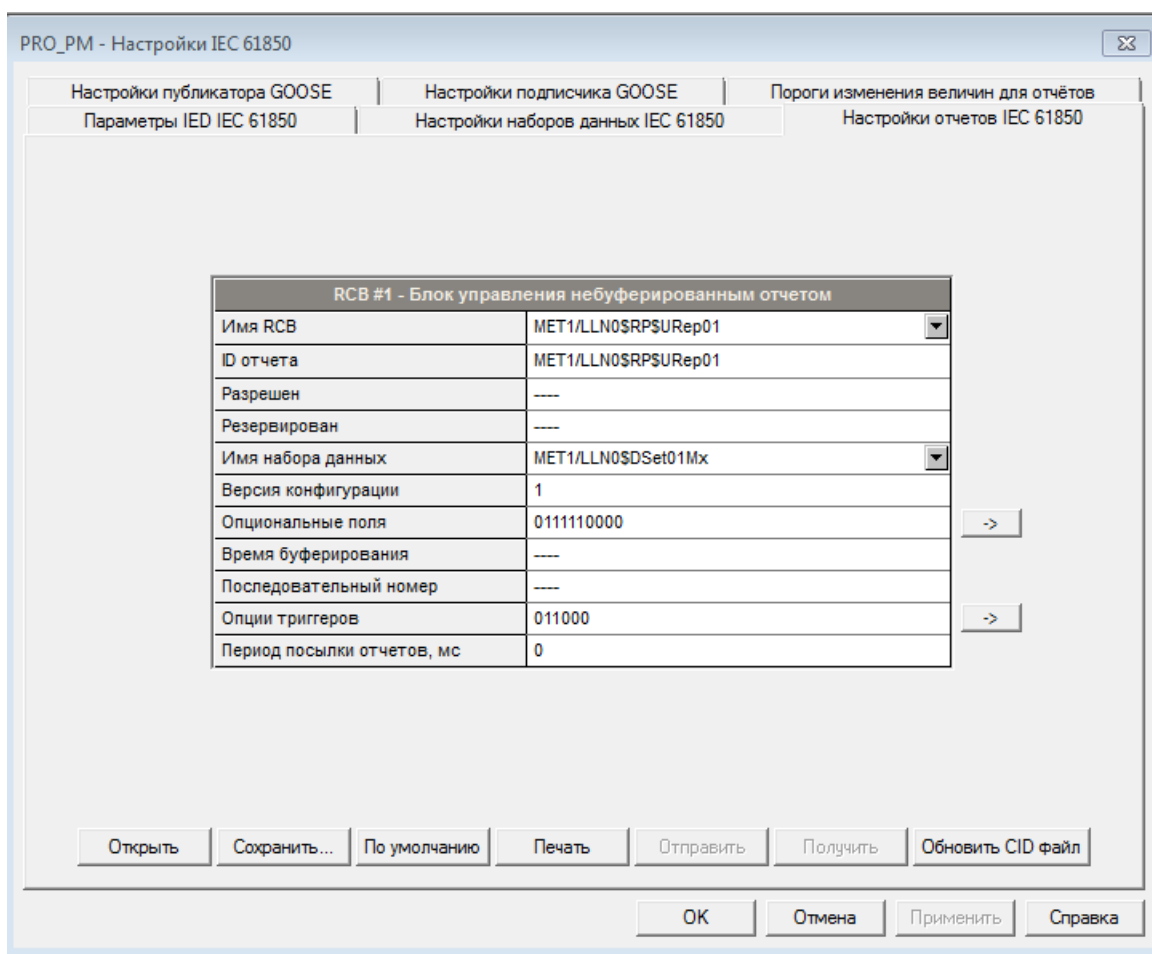 PRO_PM - Настройки IEC 61850
Настройки публикатора GOOSE Настройки подписчика GOOSE Пороги изменения величин для отчётов
Параметры IED IEC 61850 Настройки наборов данных IEC 61850 Настройки отчетов IEC 61850
RCB #1 - Блок управления небуферированным отчетом
Имя RCB MET1/LLN0$RP$URep01
ID отчета MET1/LLN0$RP$URep01
Разрешен ----
Резервирован ----
Имя набора данных MET1/LLN0$DSet01Mx
Версия конфигурации 1
Опциональные поля 0111110000 ->
Время буферирования ----
Последовательный номер ----
Опции триггеров 011000 ->
Период посылки отчетов, мс 0
Открыть Сохранить... По умолчанию Печать Отправить Получить Обновить CID файл
OK Отмена Применить Справка